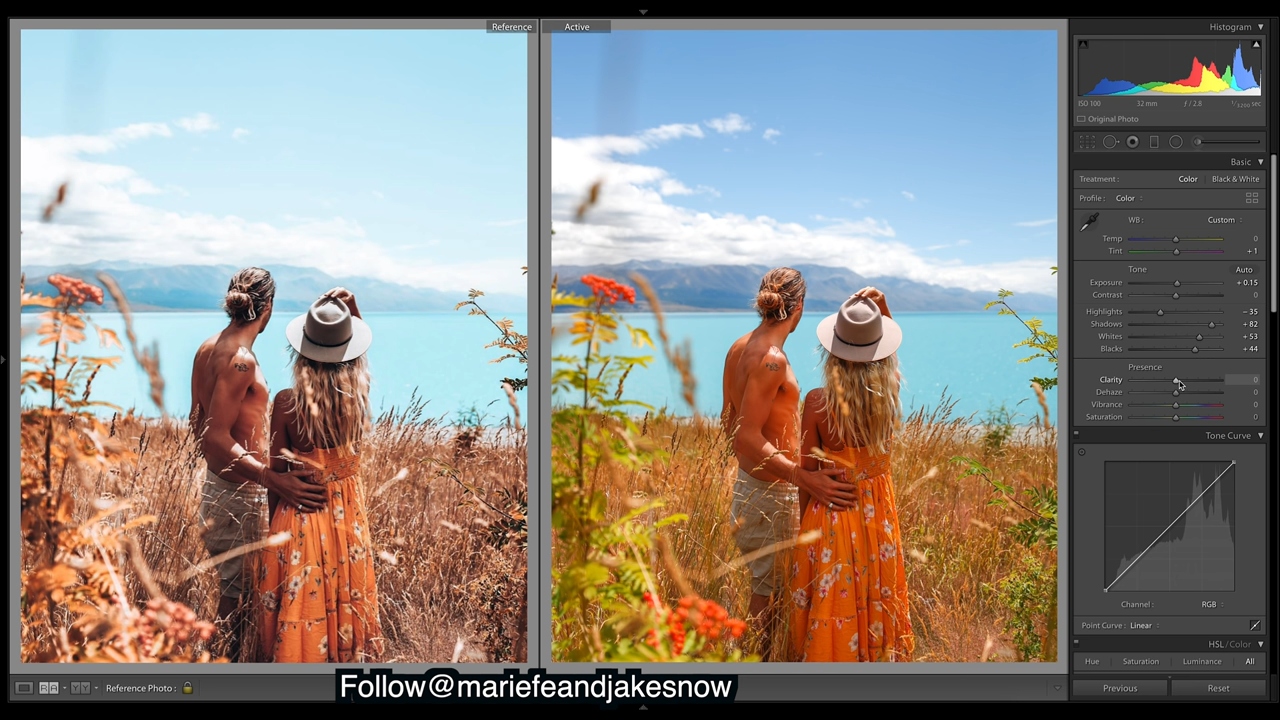 Reference
Active
Histogram
ISO 100 32 mm ƒ / 2.8 1/3200 sec
Original Photo
Basic
Treatment : Color Black & White
Profile : Color
WB : Custom
Temp 0
Tint + 1
Tone Auto
Exposure + 0.15
Contrast 0
Highlights – 35
Shadows + 82
Whites + 53
Blacks + 44
Presence
Clarity 0
Dehaze 0
Vibrance 0
Saturation 0
Tone Curve
Channel : RGB
Point Curve : Linear
HSL / Color
Hue Saturation Luminance All
Previous Reset
Reference Photo :
Follow@mariefeandjakesnow